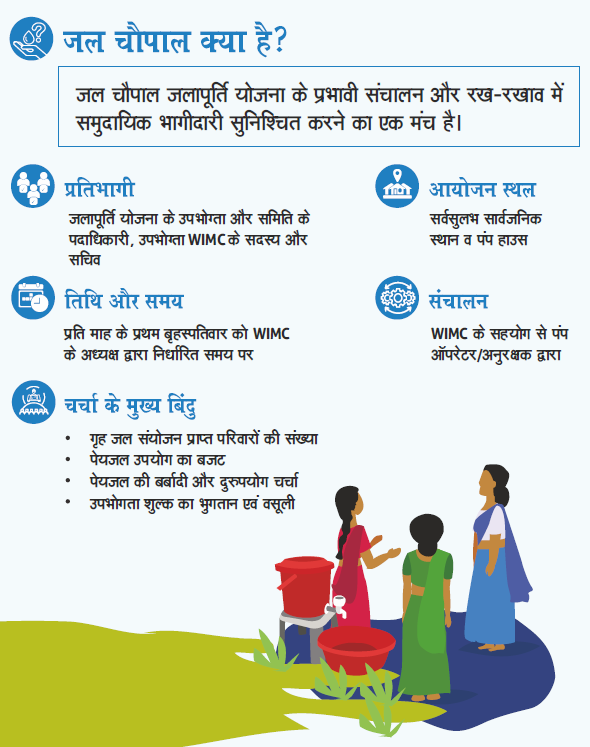 जल चौपाल क्या है?
जल चौपाल जलापूर्ति योजना के प्रभावी संचालन और रख-रखाव में
समुदायिक भागीदारी सुनिश्चित करने का एक मंच है।
प्रतिभागी
जलापूर्ति योजना के उपभोग्ता और समिति के
पदाधिकारी, उपभोग्ता WIMC के सदस्य और
सचिव
आयोजन स्थल
सर्वसुलभ सार्वजनिक
स्थान व पंप हाउस
तिथि और समय
प्रति माह के प्रथम बृहस्पतिवार को WIMC
के अध्यक्ष द्वारा निर्धारित समय पर
संचालन
WIMC के सहयोग से पंप
ऑपरेटर/अनुरक्षक द्वारा
चर्चा के मुख्य बिंदु
• गृह जल संयोजन प्राप्त परिवारों की संख्या
• पेयजल उपयोग का बजट
• पेयजल की बर्बादी और दुरुपयोग चर्चा
• उपभोगता शुल्क का भुगतान एवं वसूली